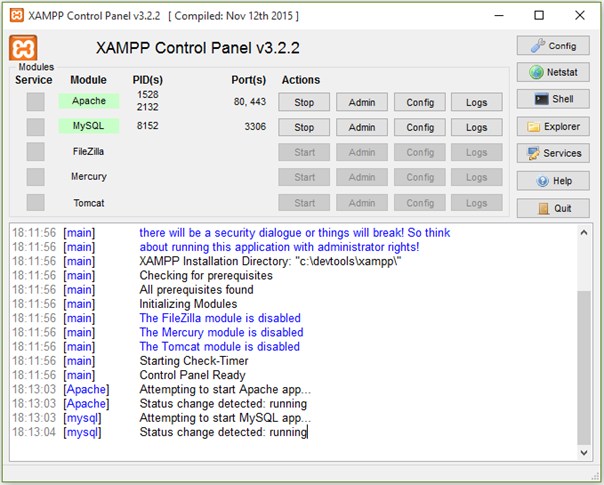 XAMPP Control Panel v3.2.2 [ Compiled: Nov 12th 2015 ]
XAMPP Control Panel v3.2.2
Config
Modules
Service Module PID(s) Port(s) Actions
Netstat
Apache 1528 2132 80, 443 Stop Admin Config Logs
Shell
MySQL 8152 3306 Stop Admin Config Logs
Explorer
FileZilla Start Admin Config Logs
Services
Mercury Start Admin Config Logs
Help
Tomcat Start Admin Config Logs
Quit
18:11:56 [main] there will be a security dialogue or things will break! So think
18:11:56 [main] about running this application with administrator rights!
18:11:56 [main] XAMPP Installation Directory: "c:\devtools\xampp\"
18:11:56 [main] Checking for prerequisites
18:11:56 [main] All prerequisites found
18:11:56 [main] Initializing Modules
18:11:56 [main] The FileZilla module is disabled
18:11:56 [main] The Mercury module is disabled
18:11:56 [main] The Tomcat module is disabled
18:11:56 [main] Starting Check-Timer
18:11:56 [main] Control Panel Ready
18:13:03 [Apache] Attempting to start Apache app...
18:13:03 [Apache] Status change detected: running
18:13:03 [mysql] Attempting to start MySQL app...
18:13:04 [mysql] Status change detected: running